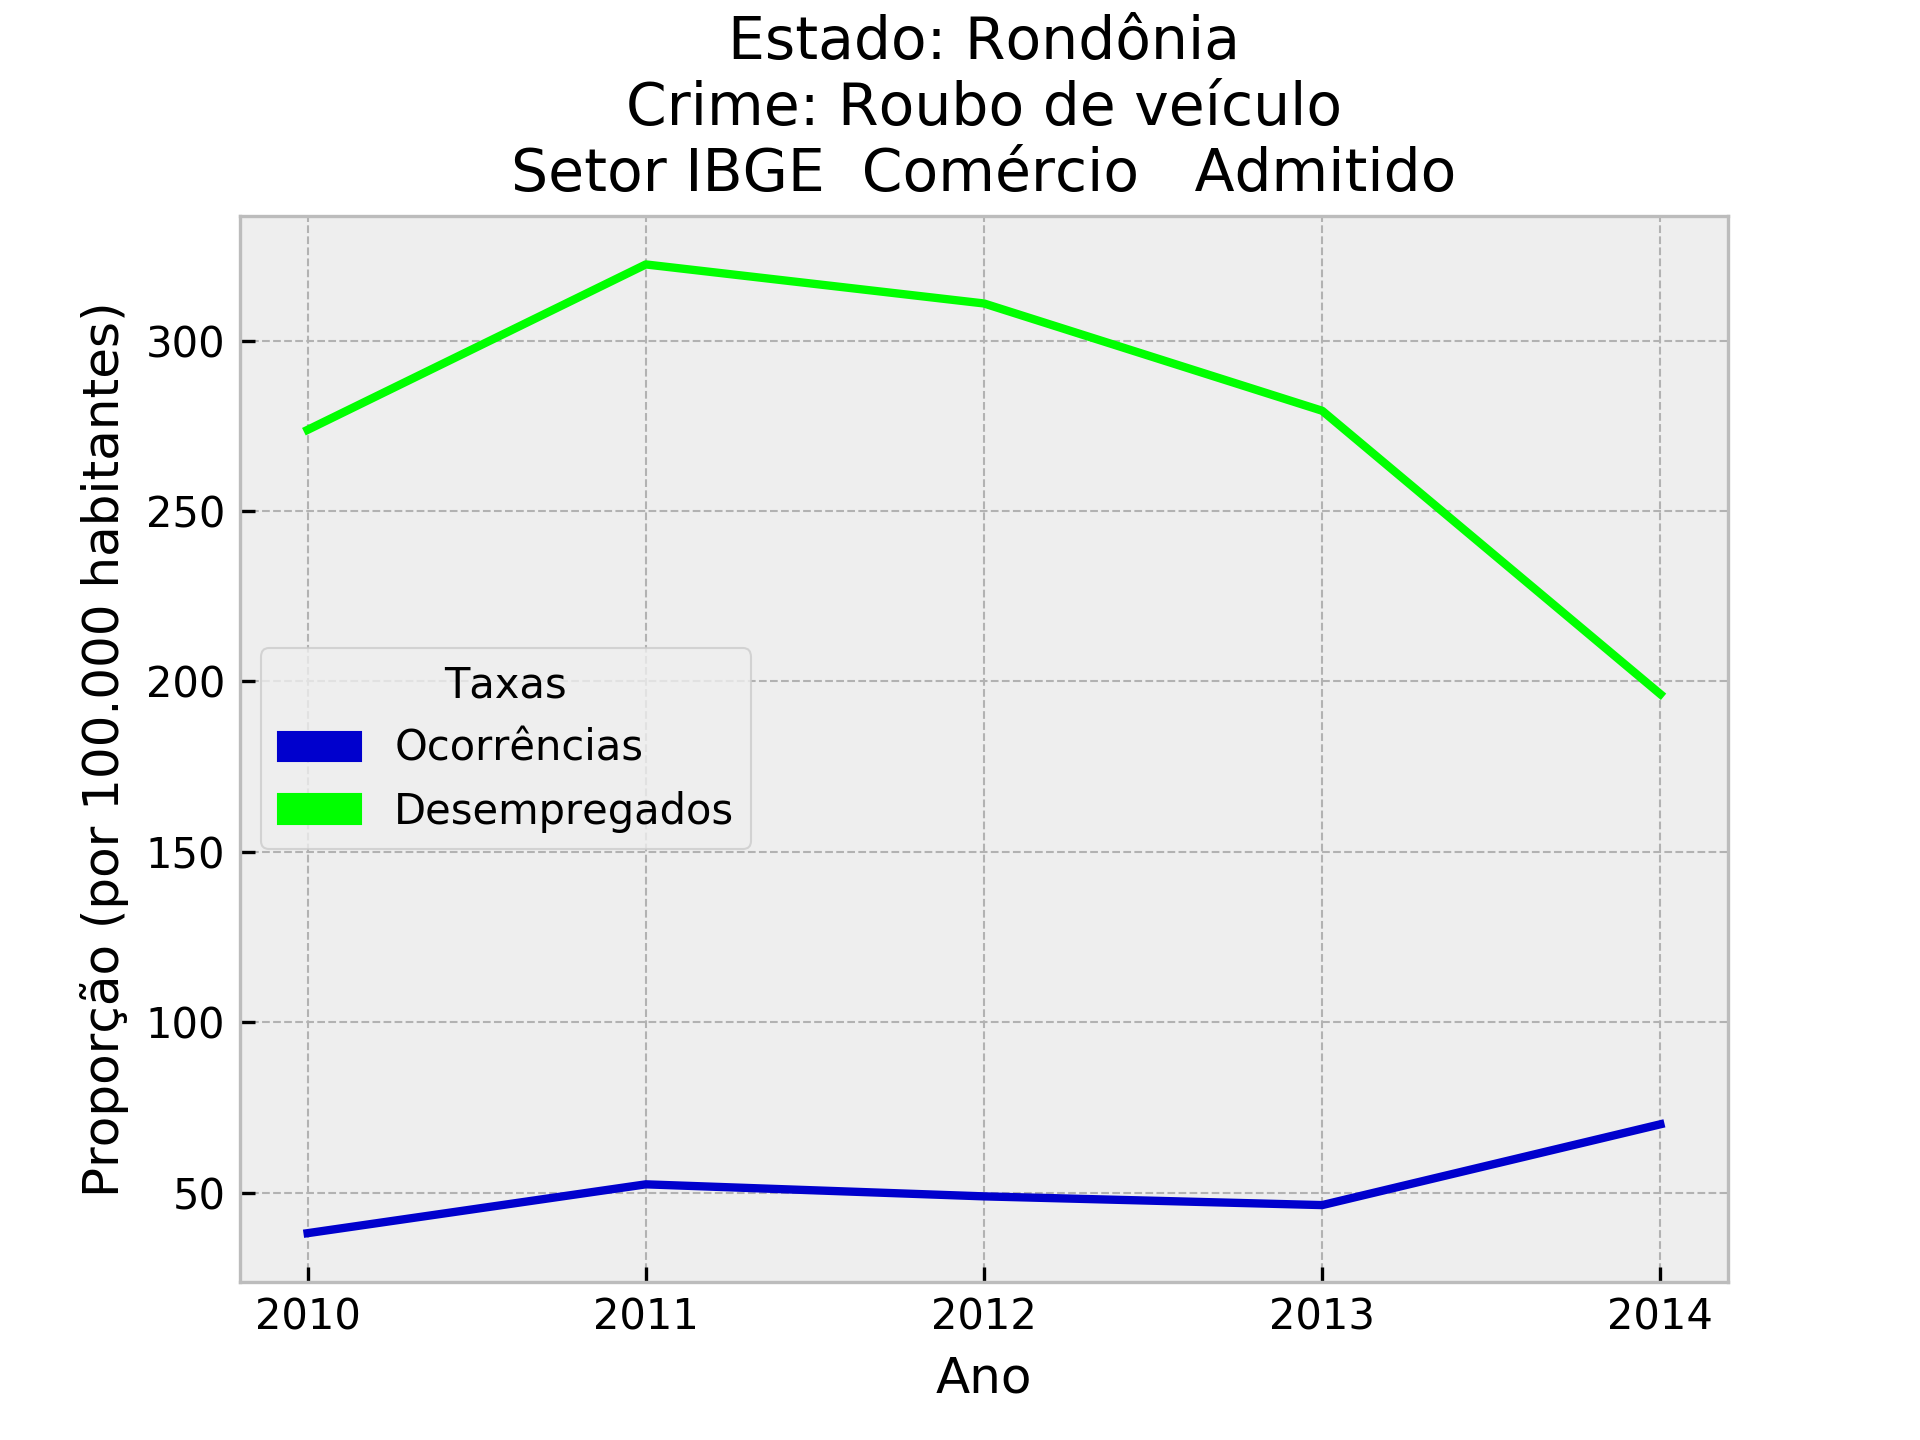 Estado: Rondônia
Crime: Roubo de veículo
Setor IBGE  Comércio   Admitido
Proporção (por 100.000 habitantes)
300
250
200
150
100
50
Taxas
Ocorrências
Desempregados
2010 2011 2012 2013 2014
Ano